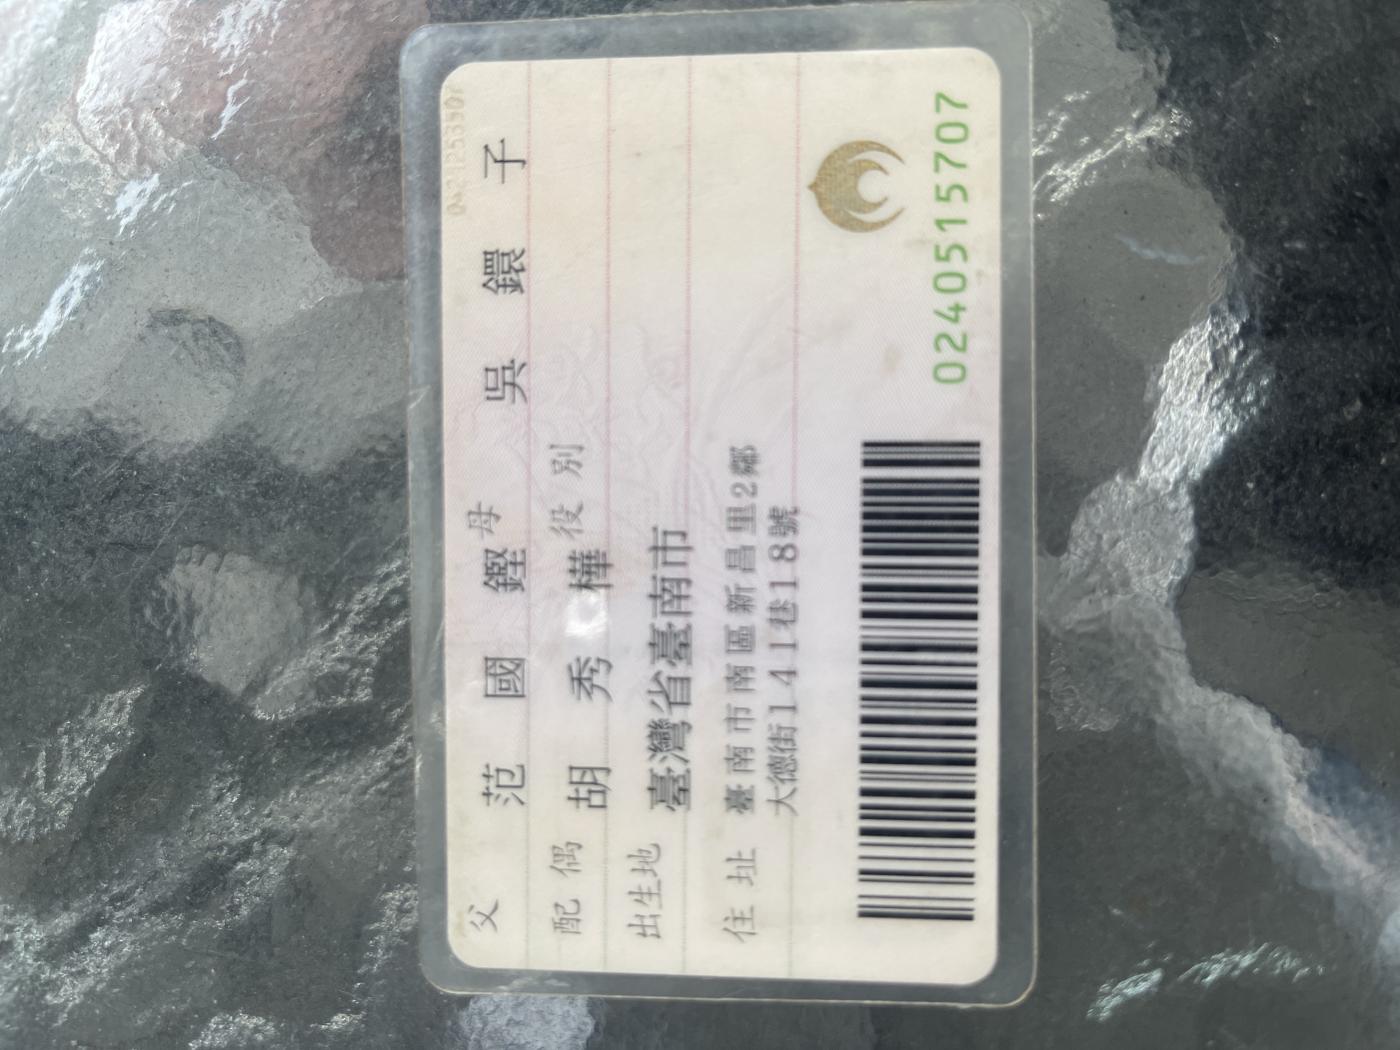 父 范國鏗 母 吳鐶子
配偶 胡秀樺 役別
出生地 臺灣省臺南市
住址 臺南市南區新昌里2鄰
大德街141巷18號
0240515707